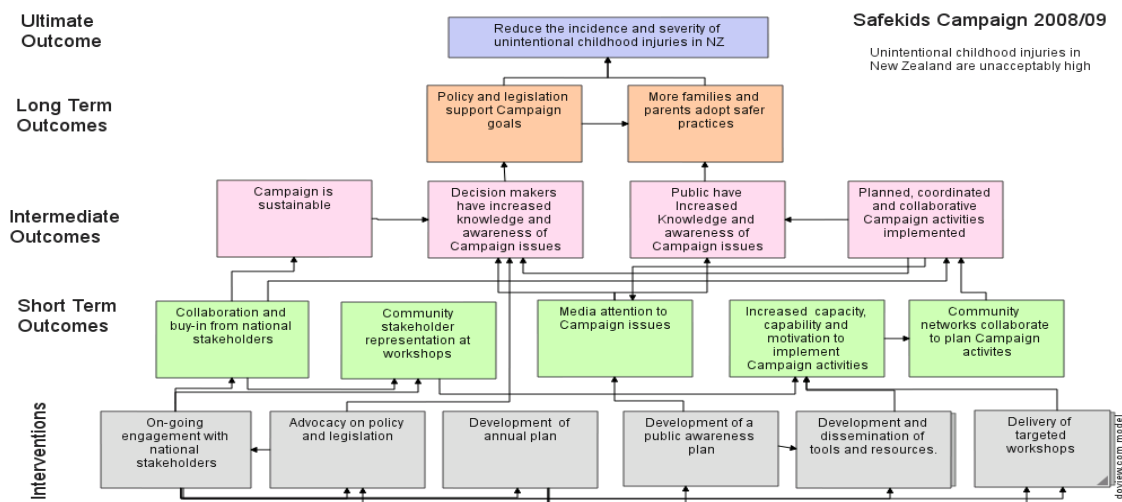 Ultimate
Outcome
Reduce the incidence and severity of
unintentional childhood injuries in NZ
Safekids Campaign 2008/09
Unintentional childhood injuries in
New Zealand are unacceptably high
Long Term
Outcomes
Policy and legislation
support Campaign
goals
More families and
parents adopt safer
practices
Intermediate
Outcomes
Campaign is
sustainable
Decision makers
have increased
knowledge and
awareness of
Campaign issues
Public have
Increased
Knowledge and
awareness of
Campaign issues
Planned, coordinated
and collaborative
Campaign activities
implemented
Short Term
Outcomes
Collaboration and
buy-in from national
stakeholders
Community
stakeholder
representation at
workshops
Media attention to
Campaign issues
Increased capacity,
capability and
motivation to
implement
Campaign activities
Community
networks collaborate
to plan Campaign
activites
Interventions
On-going
engagement with
national
stakeholders
Advocacy on policy
and legislation
Development of
annual plan
Development of a
public awareness
plan
Development and
dissemination of
tools and resources.
Delivery of
targeted
workshops
doview.com model